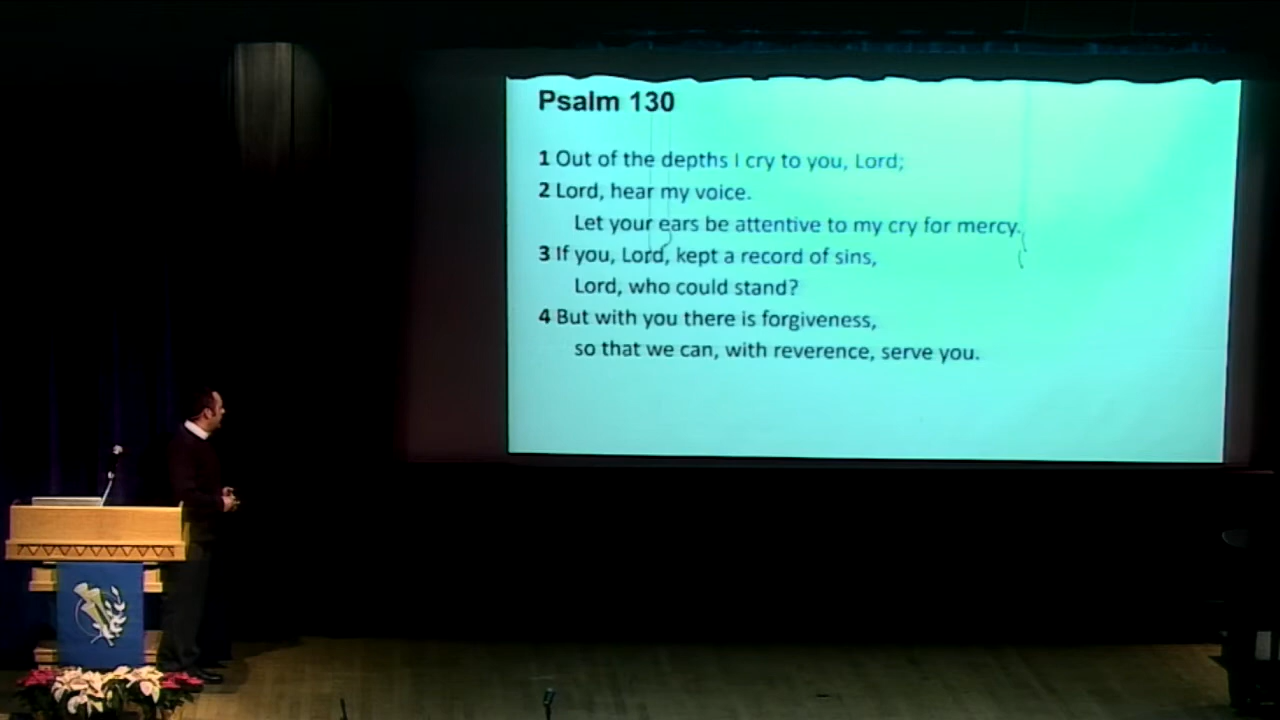 Psalm 130
1 Out of the depths I cry to you, Lord;
2 Lord, hear my voice.
Let your ears be attentive to my cry for mercy.
3 If you, Lord, kept a record of sins,
Lord, who could stand?
4 But with you there is forgiveness,
so that we can, with reverence, serve you.